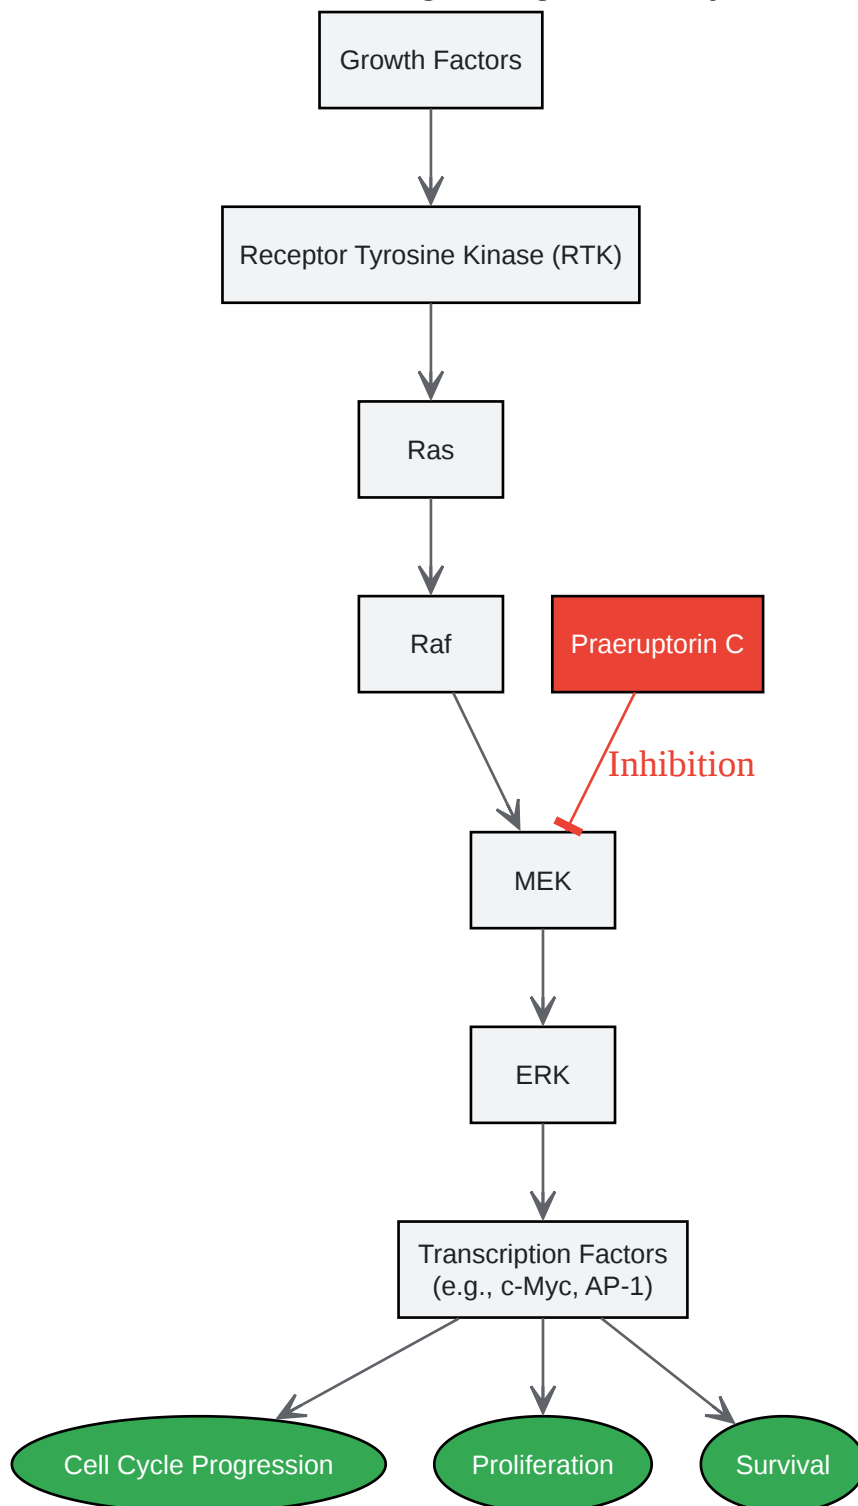 Growth Factors
Receptor Tyrosine Kinase (RTK)
Ras
Raf
Praeruptorin C
Inhibition
MEK
ERK
Transcription Factors
(e.g., c-Myc, AP-1)
Cell Cycle Progression
Proliferation
Survival